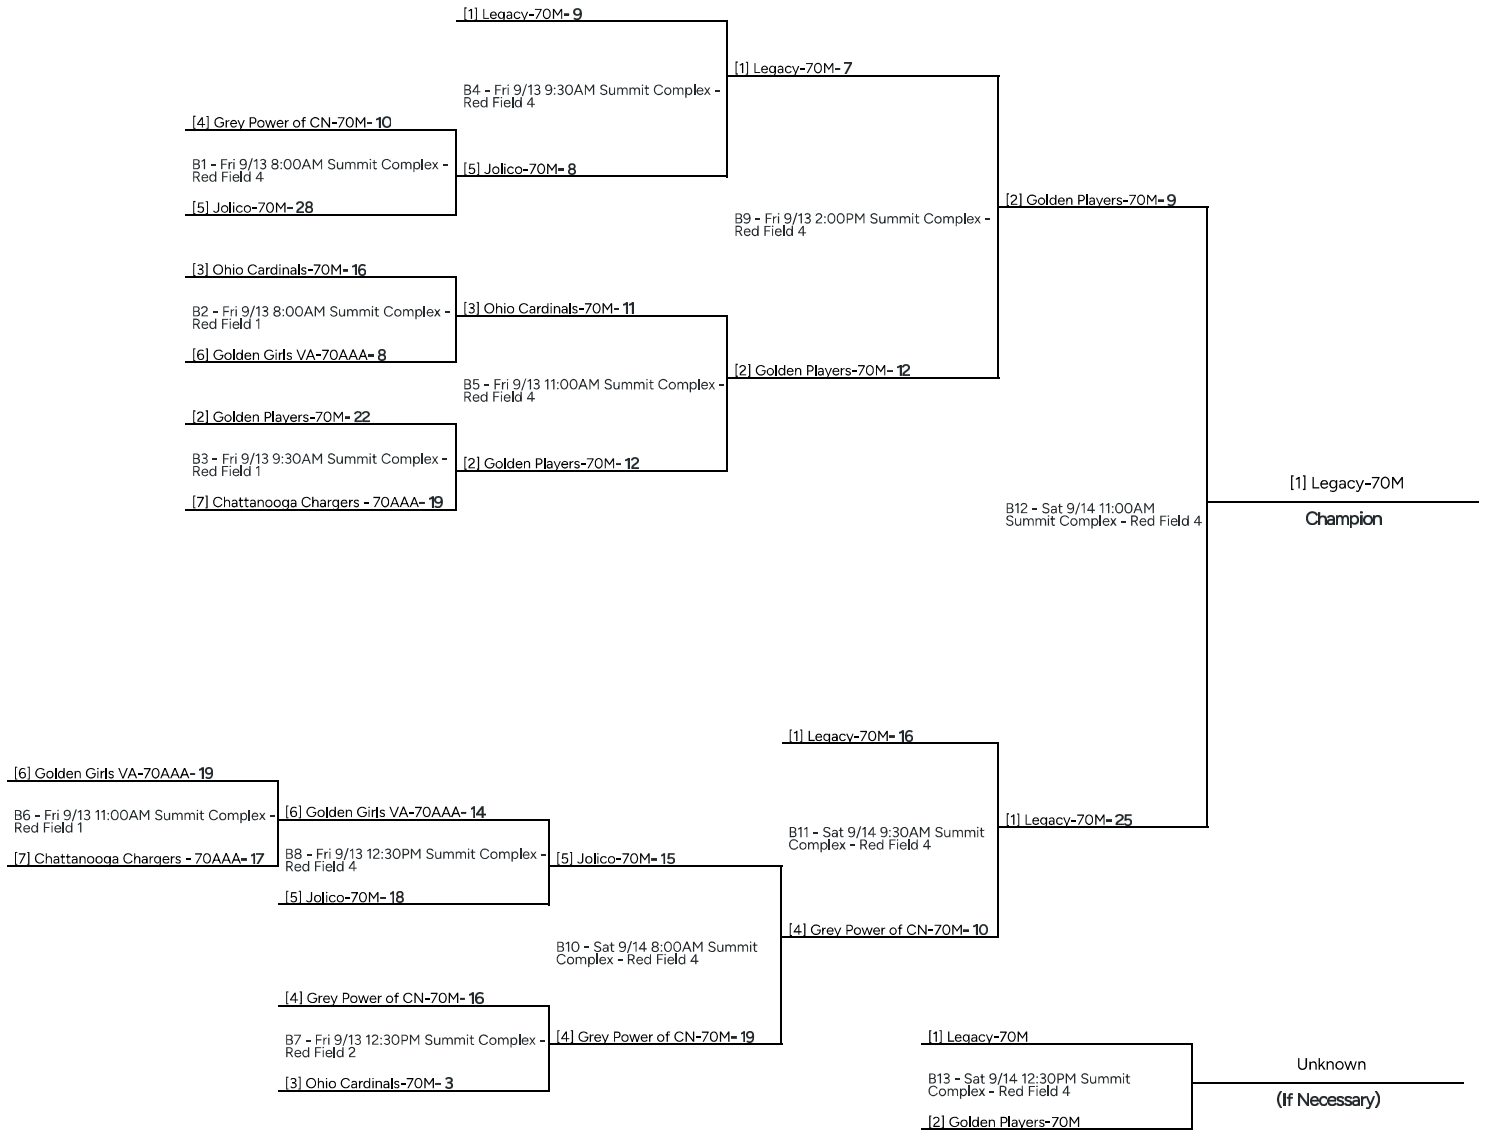 [1] Legacy-70M- 9
[1] Legacy-70M- 7
B4 - Fri 9/13 9:30AM Summit Complex -
Red Field 4
[4] Grey Power of CN-70M- 10
B1 - Fri 9/13 8:00AM Summit Complex -
Red Field 4
[5] Jolico-70M- 8
[5] Jolico-70M- 28
[2] Golden Players-70M- 9
B9 - Fri 9/13 2:00PM Summit Complex -
Red Field 4
[3] Ohio Cardinals-70M- 16
B2 - Fri 9/13 8:00AM Summit Complex -
Red Field 1
[3] Ohio Cardinals-70M- 11
[6] Golden Girls VA-70AAA- 8
[2] Golden Players-70M- 12
B5 - Fri 9/13 11:00AM Summit Complex -
Red Field 4
[2] Golden Players-70M- 22
B3 - Fri 9/13 9:30AM Summit Complex -
Red Field 1
[2] Golden Players-70M- 12
[7] Chattanooga Chargers - 70AAA- 19
[1] Legacy-70M
Champion
B12 - Sat 9/14 11:00AM
Summit Complex - Red Field 4
[1] Legacy-70M- 16
[6] Golden Girls VA-70AAA- 19
B6 - Fri 9/13 11:00AM Summit Complex -
Red Field 1
[6] Golden Girls VA-70AAA- 14
[1] Legacy-70M- 25
B11 - Sat 9/14 9:30AM Summit
Complex - Red Field 4
[7] Chattanooga Chargers - 70AAA- 17
B8 - Fri 9/13 12:30PM Summit Complex -
Red Field 4
[5] Jolico-70M- 15
[5] Jolico-70M- 18
[4] Grey Power of CN-70M- 10
B10 - Sat 9/14 8:00AM Summit
Complex - Red Field 4
[4] Grey Power of CN-70M- 16
B7 - Fri 9/13 12:30PM Summit Complex -
Red Field 2
[4] Grey Power of CN-70M- 19
[3] Ohio Cardinals-70M- 3
[1] Legacy-70M
B13 - Sat 9/14 12:30PM Summit
Complex - Red Field 4
Unknown
(If Necessary)
[2] Golden Players-70M